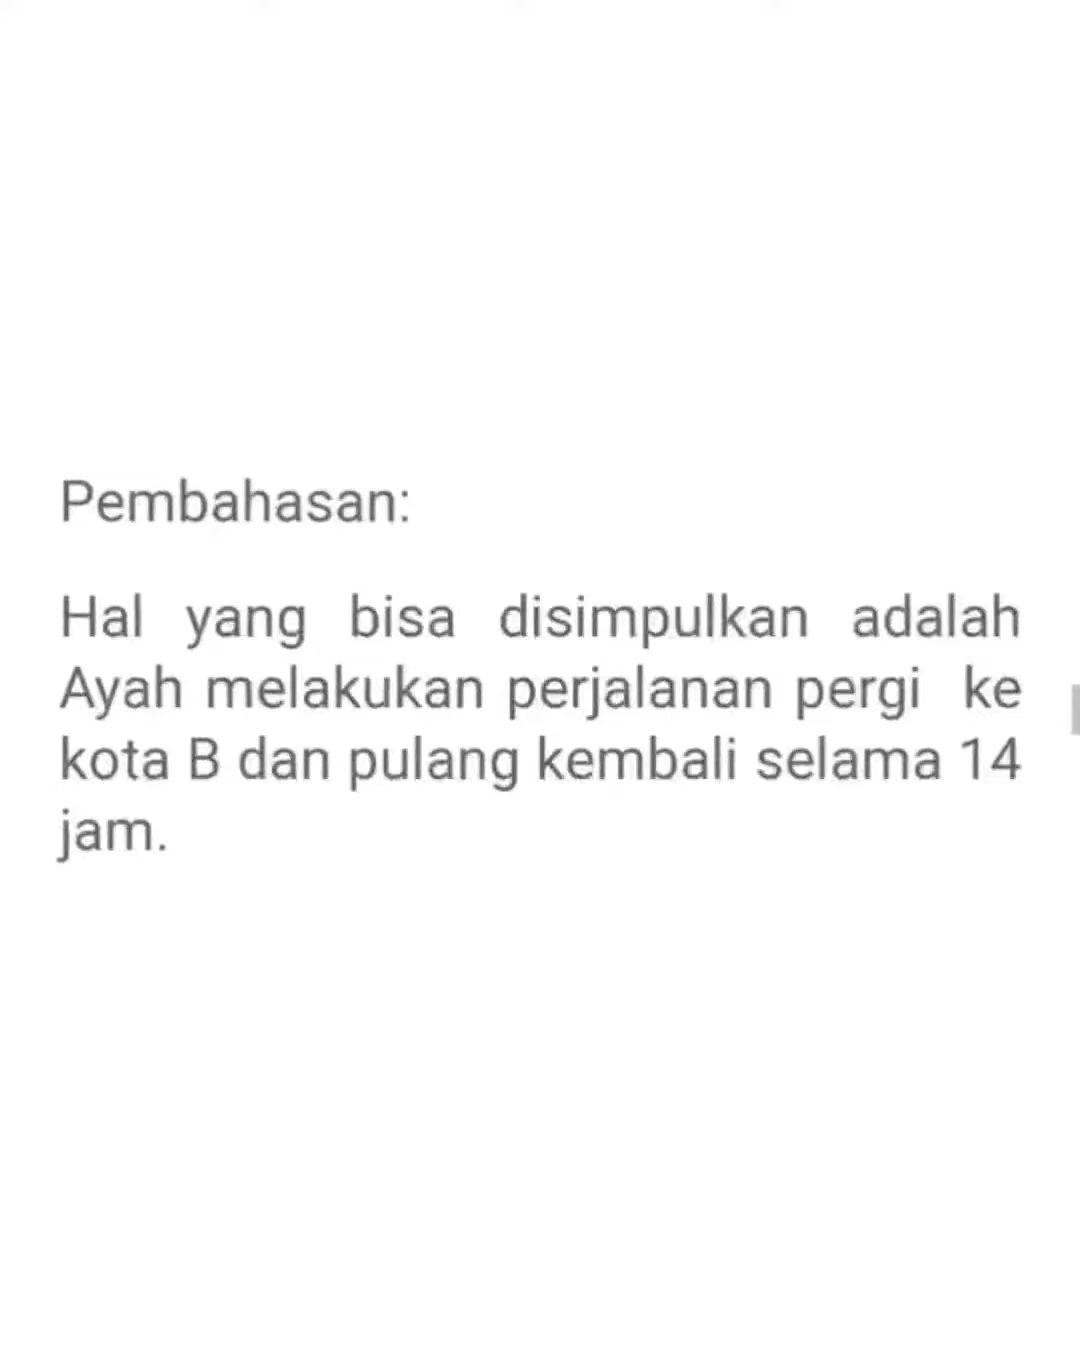 Pembahasan:
Hal yang bisa disimpulkan adalah
Ayah melakukan perjalanan pergi ke
kota B dan pulang kembali selama 14
jam.